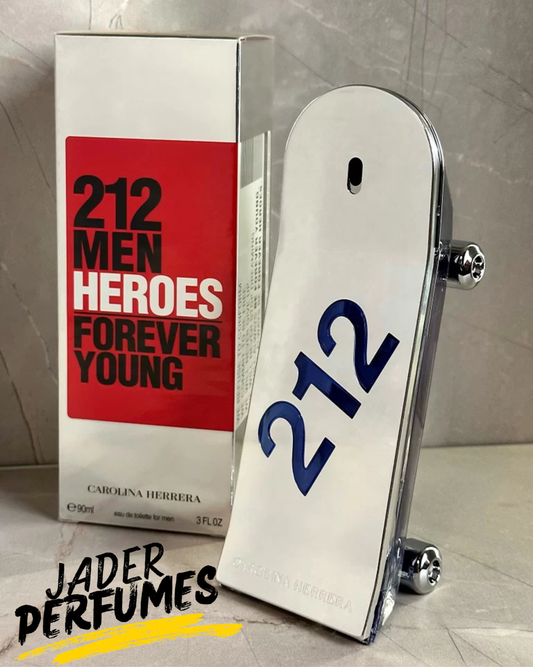 212
MEN
HEROES
FOREVER
YOUNG
CAROLINA HERRERA
℮90ml
eau de toilette for men
3 FL OZ
212
CAROLINA HERRERA
JADER
PERFUMES